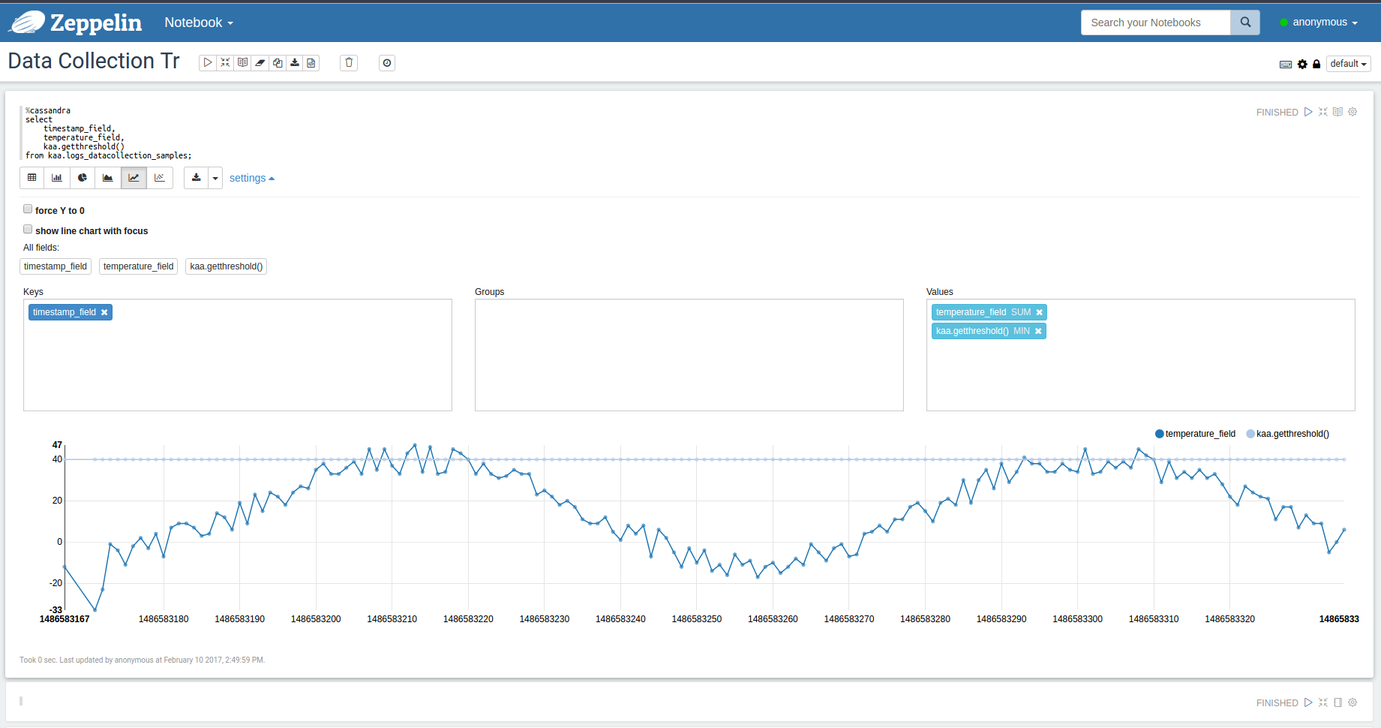 Zeppelin Notebook Search your Notebooks anonymous
Data Collection Tr default
%cassandra FINISHED
select
timestamp_field,
temperature_field,
kaa.getthreshold()
from kaa.logs_datacollection_samples;
settings
force Y to 0
show line chart with focus
All fields:
timestamp_field temperature_field kaa.getthreshold()
Keys Groups Values
timestamp_field temperature_field SUM
kaa.getthreshold() MIN
temperature_field kaa.getthreshold()
47
40
20
0
-20
-33
1486583167 1486583180 1486583190 1486583200 1486583210 1486583220 1486583230 1486583240 1486583250 1486583260 1486583270 1486583280 1486583290 1486583300 1486583310 1486583320 14865833
Took 0 sec. Last updated by anonymous at February 10 2017, 2:49:59 PM.
FINISHED